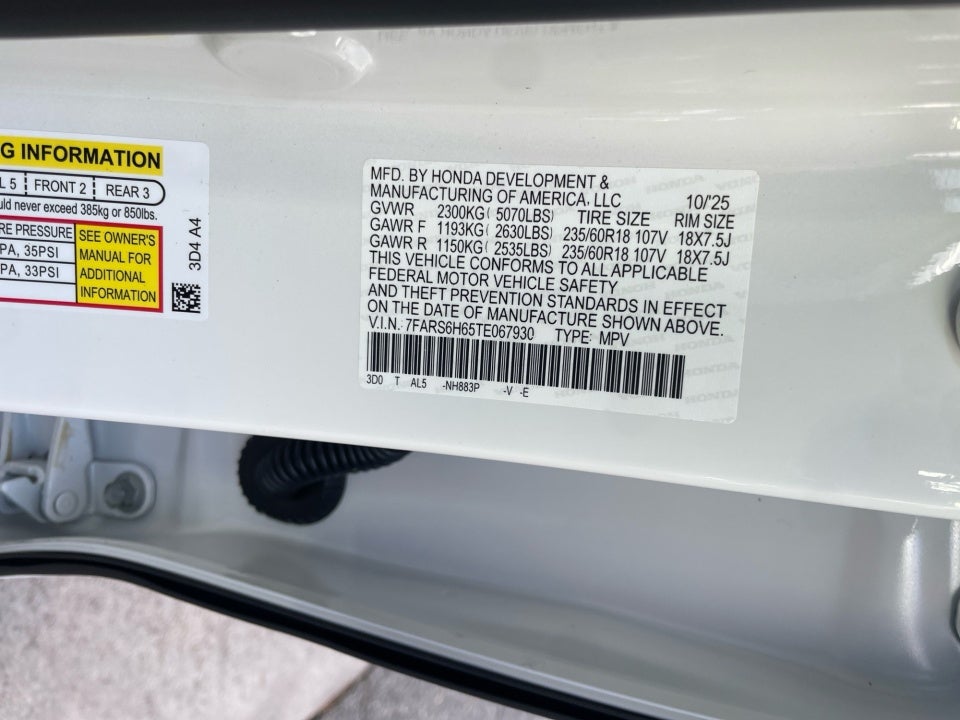 G INFORMATION
L 5 FRONT 2 REAR 3
uld never exceed 385kg or 850lbs.
RE PRESSURE
PA, 35PSI
PA, 33PSI
SEE OWNER'S
MANUAL FOR
ADDITIONAL
INFORMATION
3D4 A4
MFD. BY HONDA DEVELOPMENT &
MANUFACTURING OF AMERICA, LLC 10/'25
GVWR 2300KG( 5070LBS) TIRE SIZE RIM SIZE
GAWR F 1193KG( 2630LBS) 235/60R18 107V 18X7.5J
GAWR R 1150KG( 2535LBS) 235/60R18 107V 18X7.5J
THIS VEHICLE CONFORMS TO ALL APPLICABLE
FEDERAL MOTOR VEHICLE SAFETY
AND THEFT PREVENTION STANDARDS IN EFFECT
ON THE DATE OF MANUFACTURE SHOWN ABOVE.
V.I.N. 7FARS6H65TE067930 TYPE: MPV
3D0 T AL5 -NH883P -V -E